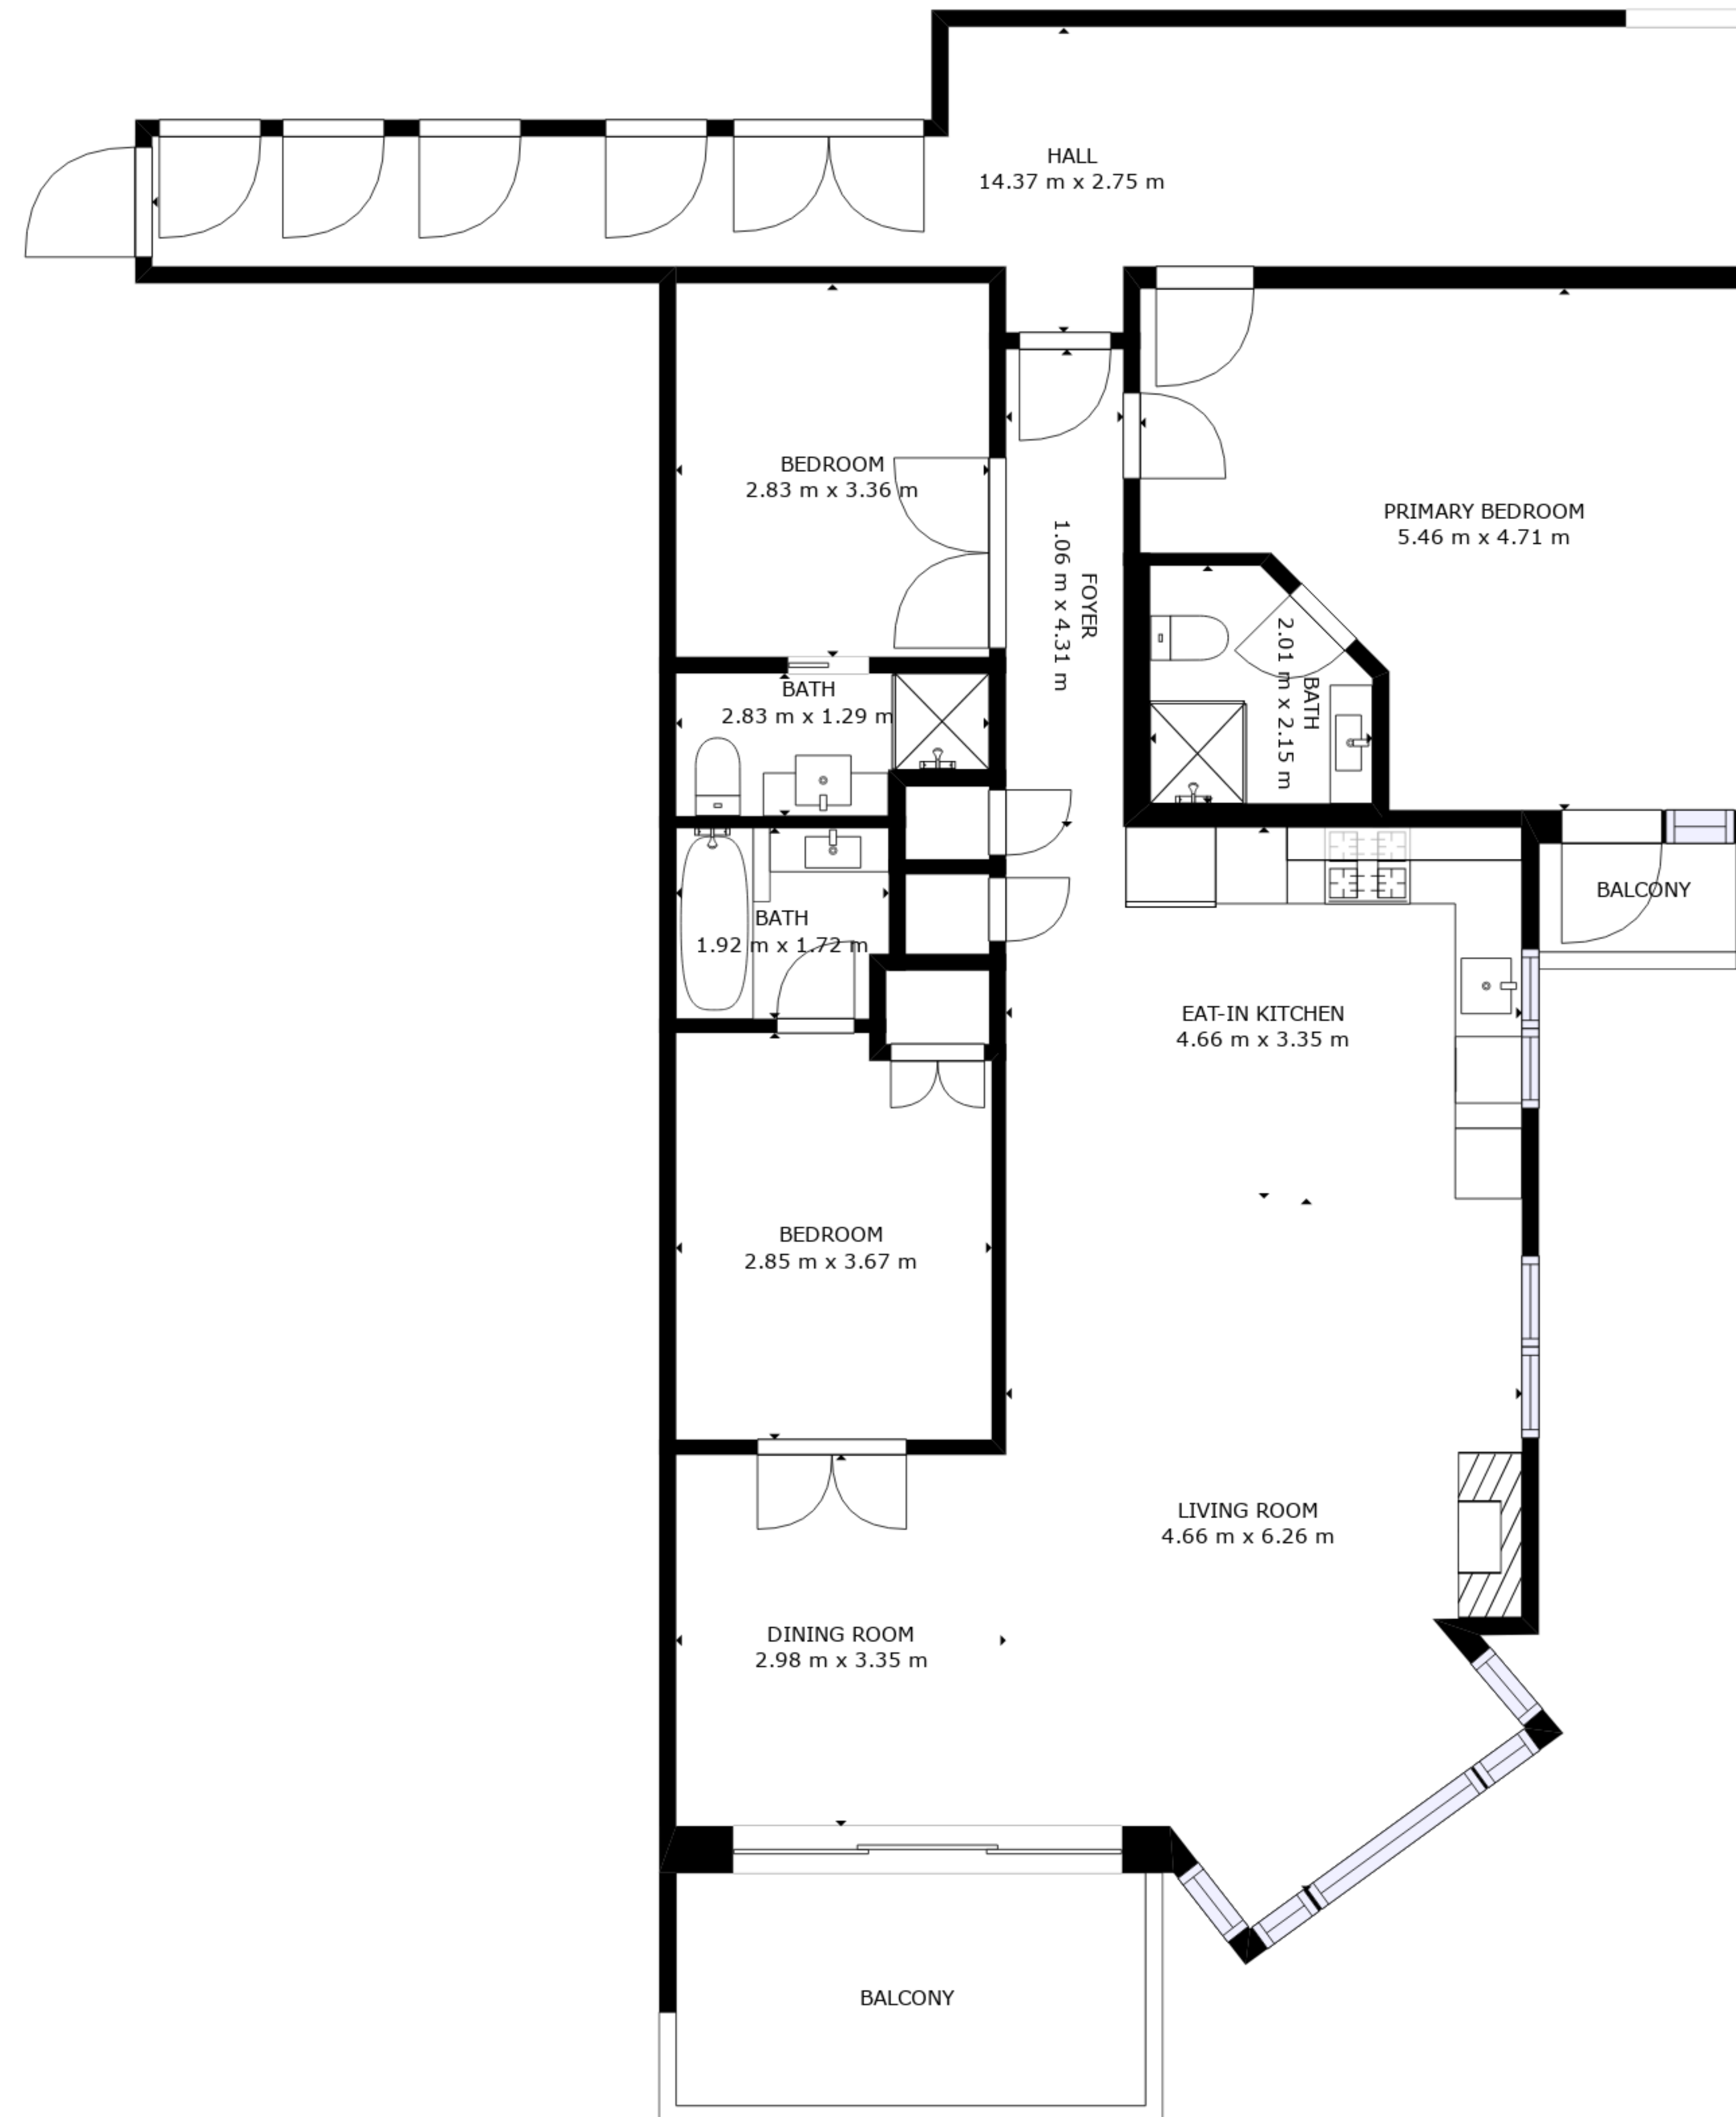 HALL
14.37 m x 2.75 m
BEDROOM
2.83 m x 3.36 m
PRIMARY BEDROOM
5.46 m x 4.71 m
FOYER
1.06 m x 4.31 m
BATH
2.01 m x 2.15 m
BATH
2.83 m x 1.29 m
BALCONY
BATH
1.92 m x 1.72 m
EAT-IN KITCHEN
4.66 m x 3.35 m
BEDROOM
2.85 m x 3.67 m
LIVING ROOM
4.66 m x 6.26 m
DINING ROOM
2.98 m x 3.35 m
BALCONY